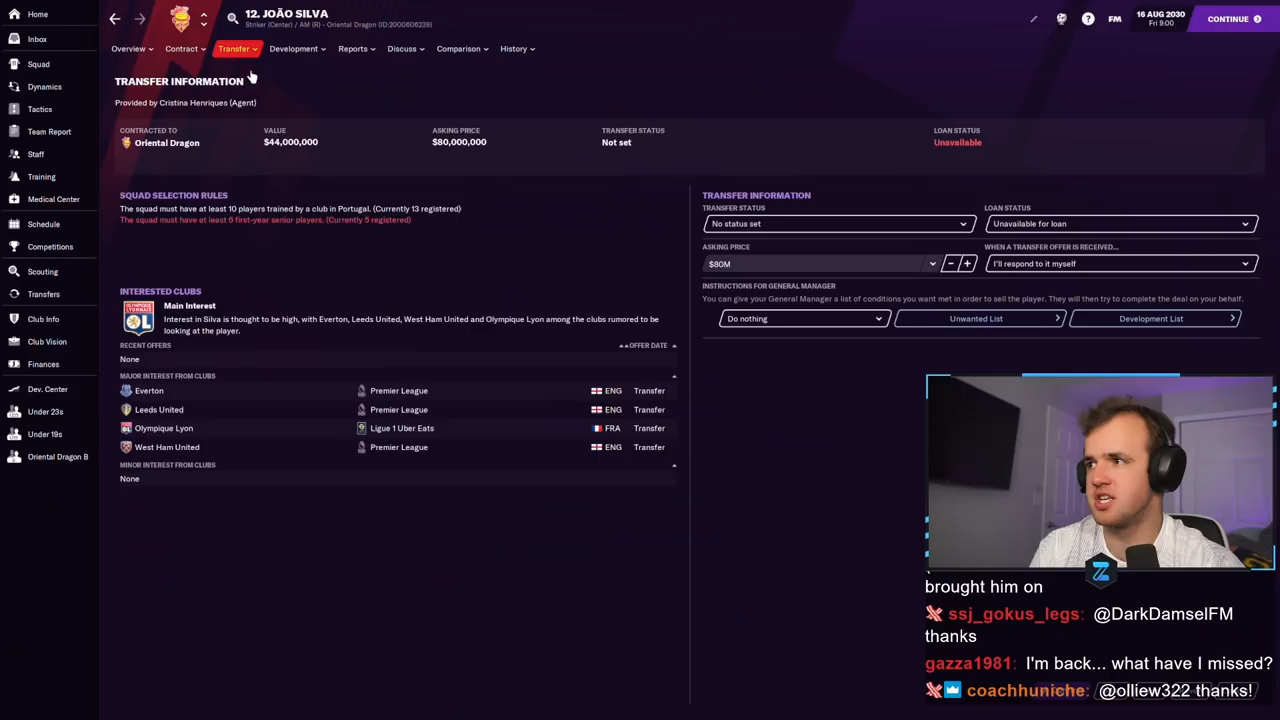 Home
Inbox
Squad
Dynamics
Tactics
Team Report
Staff
Training
Medical Center
Schedule
Competitions
Scouting
Transfers
Club Info
Club Vision
Finances
Dev. Center
Under 23s
Under 19s
Oriental Dragon B
12. JOÃO SILVA
Striker (Center) / AM (R) - Oriental Dragon (ID:2000606239)
FM
16 AUG 2030
Fri 9:00
CONTINUE
Overview Contract Transfer Development Reports Discuss Comparison History
TRANSFER INFORMATION
Provided by Cristina Henriques (Agent)
CONTRACTED TO VALUE ASKING PRICE TRANSFER STATUS LOAN STATUS
Oriental Dragon $44,000,000 $80,000,000 Not set Unavailable
SQUAD SELECTION RULES
The squad must have at least 10 players trained by a club in Portugal. (Currently 13 registered)
The squad must have at least 6 first-year senior players. (Currently 5 registered)
INTERESTED CLUBS
Main Interest
Interest in Silva is thought to be high, with Everton, Leeds United, West Ham United and Olympique Lyon among the clubs rumored to be
looking at the player.
RECENT OFFERS OFFER DATE
None
MAJOR INTEREST FROM CLUBS
Everton Premier League ENG Transfer
Leeds United Premier League ENG Transfer
Olympique Lyon Ligue 1 Uber Eats FRA Transfer
West Ham United Premier League ENG Transfer
MINOR INTEREST FROM CLUBS
None
TRANSFER INFORMATION
TRANSFER STATUS LOAN STATUS
No status set Unavailable for loan
ASKING PRICE WHEN A TRANSFER OFFER IS RECEIVED...
$80M I'll respond to it myself
INSTRUCTIONS FOR GENERAL MANAGER
You can give your General Manager a list of conditions you want met in order to sell the player. They will then try to complete the deal on your behalf.
Do nothing Unwanted List Development List
brought him on
ssj_gokus_legs: @DarkDamselFM
thanks
gazza1981: I'm back... what have I missed?
coachhuniche: @olliew322 thanks!